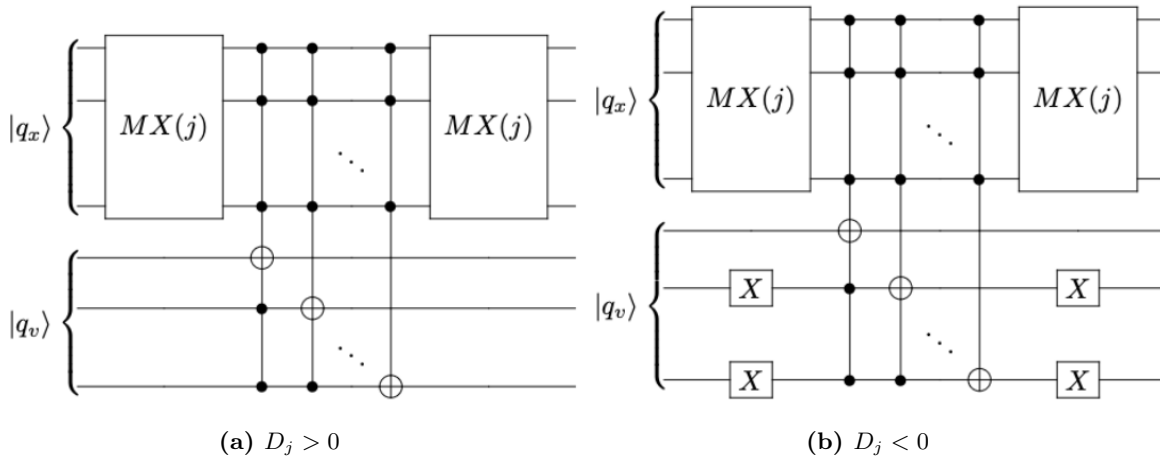 |q_x⟩ MX(j) MX(j)
|q_v⟩
(a) D_j > 0
|q_x⟩ MX(j) MX(j)
|q_v⟩ X X
X X
(b) D_j < 0